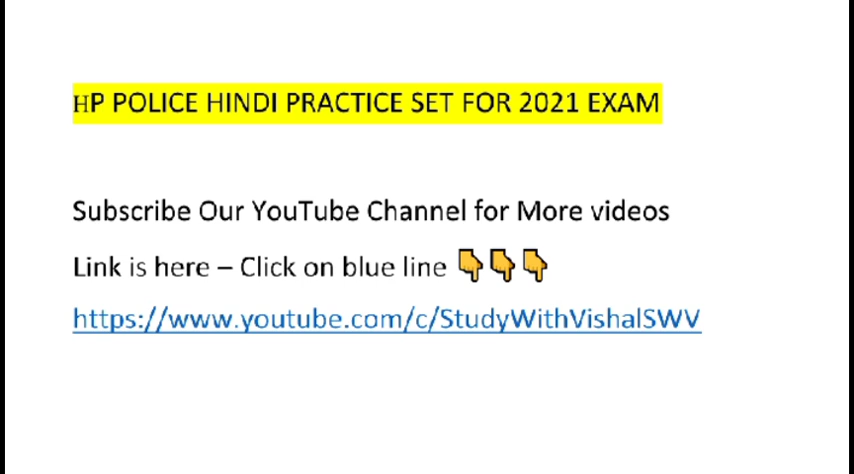 HP POLICE HINDI PRACTICE SET FOR 2021 EXAM
Subscribe Our YouTube Channel for More videos
Link is here – Click on blue line 👇👇👇
https://www.youtube.com/c/StudyWithVishalSWV